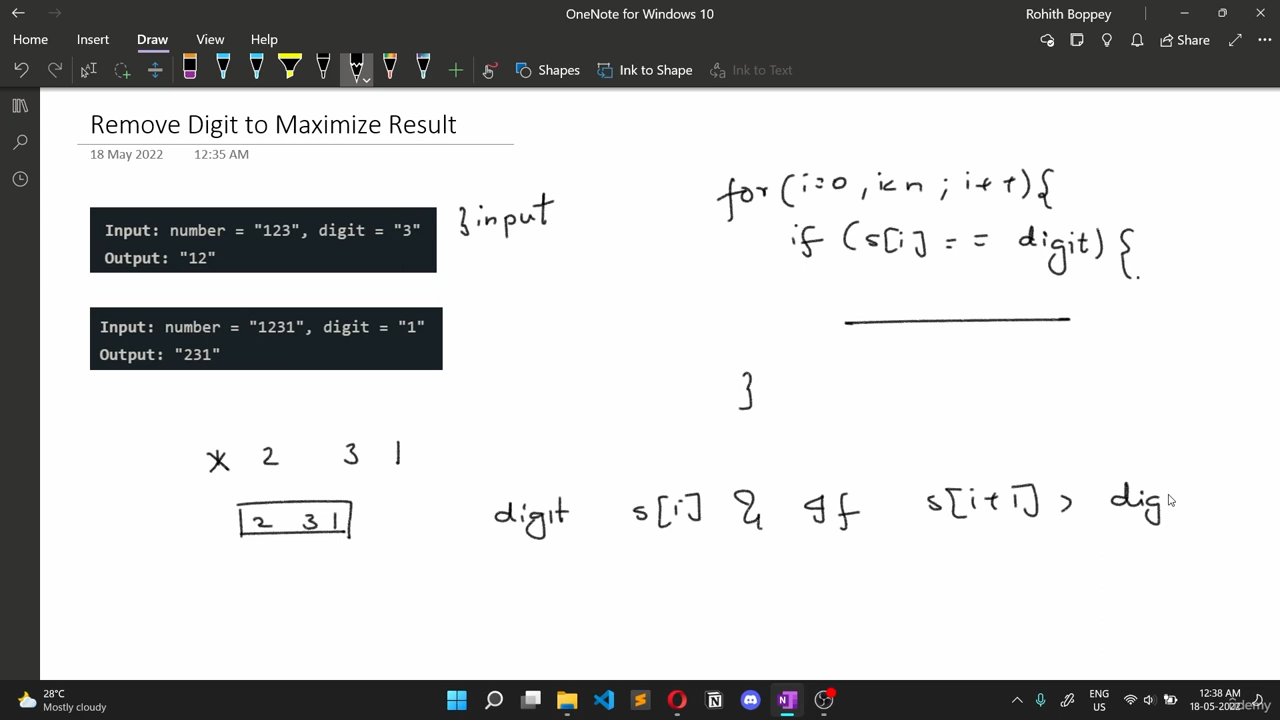 OneNote for Windows 10
Rohith Boppey
Home Insert Draw View Help
Share
Shapes Ink to Shape Ink to Text
Remove Digit to Maximize Result
18 May 2022 12:35 AM
Input: number = "123", digit = "3"
Output: "12"
} input
Input: number = "1231", digit = "1"
Output: "231"
for (i=0 , i<n ; i++){
if (s[i] == digit) {
}
2 3 1
2 3 1
digit s[i] & If s[i+1] > dig
28°C
Mostly cloudy
ENG
US
12:38 AM
18-05-2022
udemy